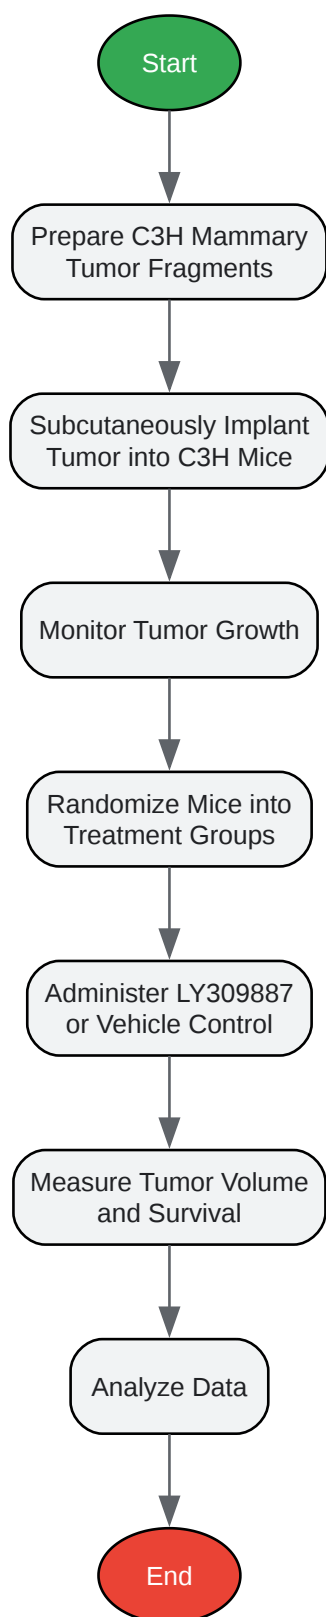 Start
Prepare C3H Mammary
Tumor Fragments
Subcutaneously Implant
Tumor into C3H Mice
Monitor Tumor Growth
Randomize Mice into
Treatment Groups
Administer LY309887
or Vehicle Control
Measure Tumor Volume
and Survival
Analyze Data
End